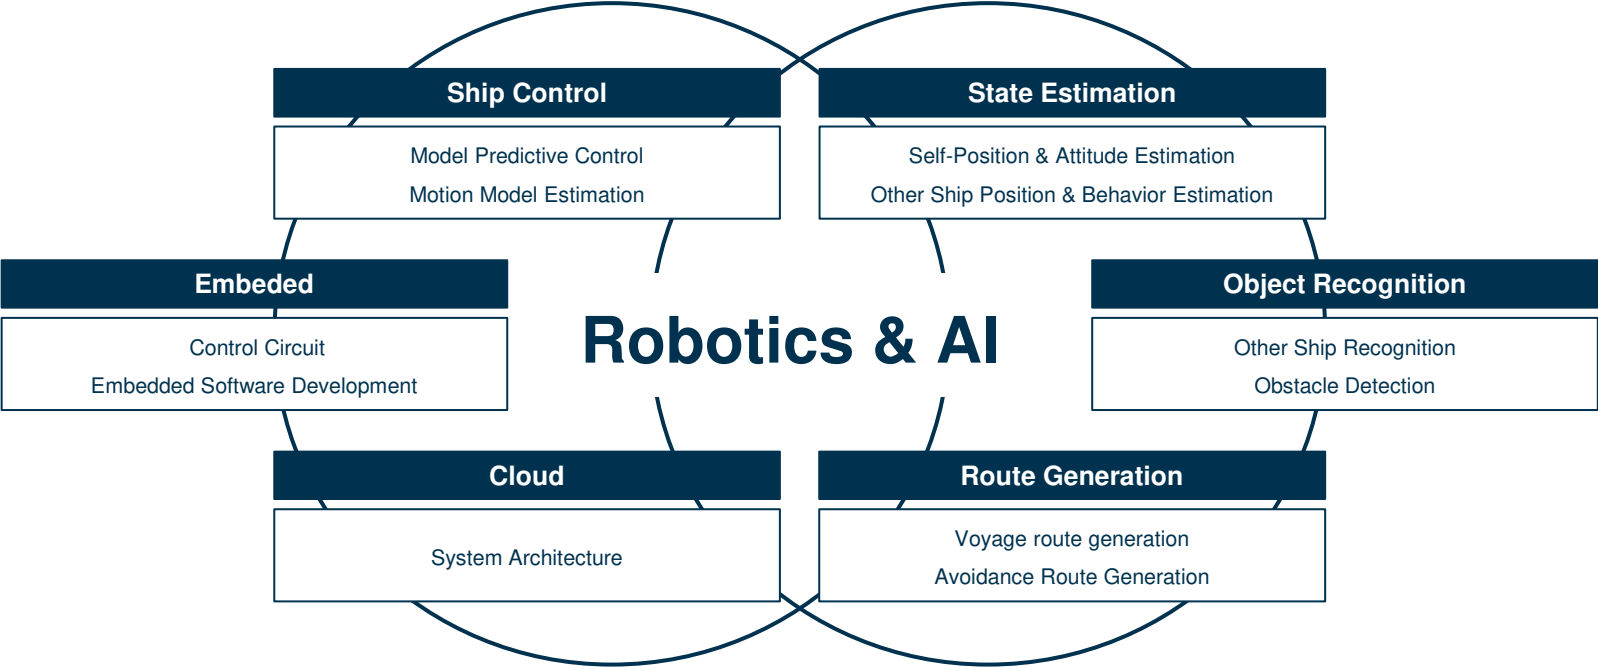 Ship Control
Model Predictive Control
Motion Model Estimation
State Estimation
Self-Position & Attitude Estimation
Other Ship Position & Behavior Estimation
Embeded
Control Circuit
Embedded Software Development
Robotics & AI
Object Recognition
Other Ship Recognition
Obstacle Detection
Cloud
System Architecture
Route Generation
Voyage route generation
Avoidance Route Generation